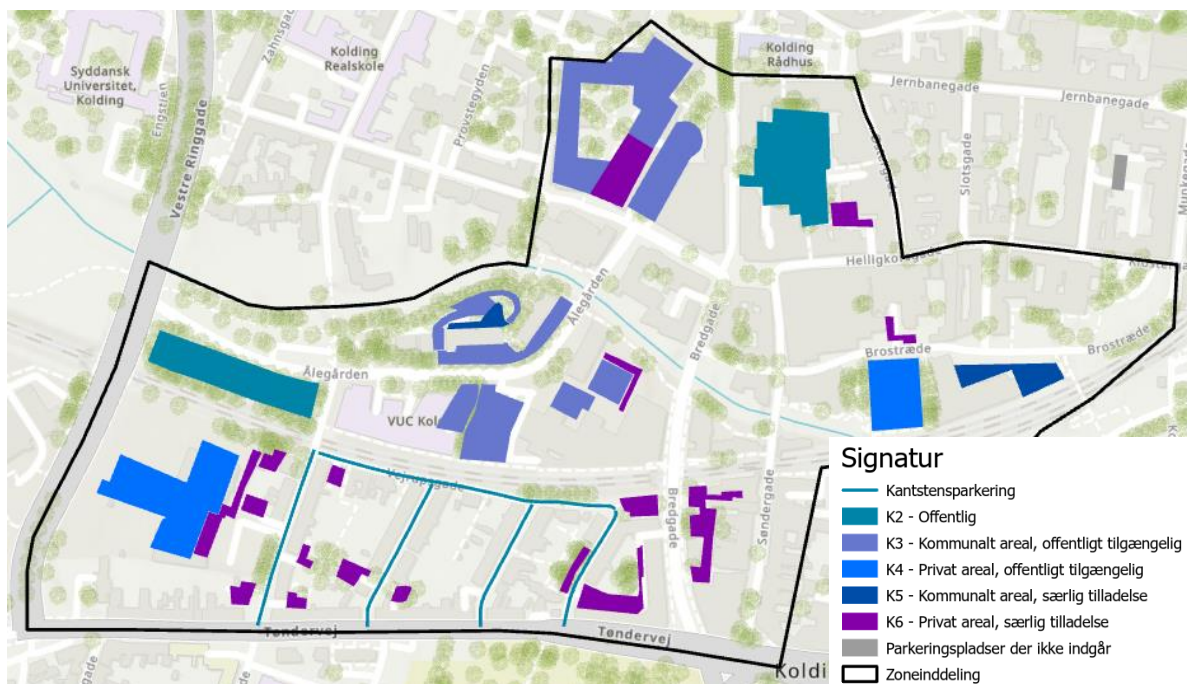 Syddansk
Universitet,
Kolding
Engstien
Vestre Ringgade
Zahnsgade
Kolding
Realskole
Provstegyden
Kolding
Rådhus
Jernbanegade
Jernbanegade
Slotsgade
Munkegade
Helligkorsgade
Ålegården
Bredgade
Brostræde
Brostræde
Ålegården
VUC Kol
Vejrupsgade
Bredgade
Søndergade
Tøndervej
Tøndervej
Koldi
Signatur
Kantstensparkering
K2 - Offentlig
K3 - Kommunalt areal, offentligt tilgængelig
K4 - Privat areal, offentligt tilgængelig
K5 - Kommunalt areal, særlig tilladelse
K6 - Privat areal, særlig tilladelse
Parkeringspladser der ikke indgår
Zoneinddeling